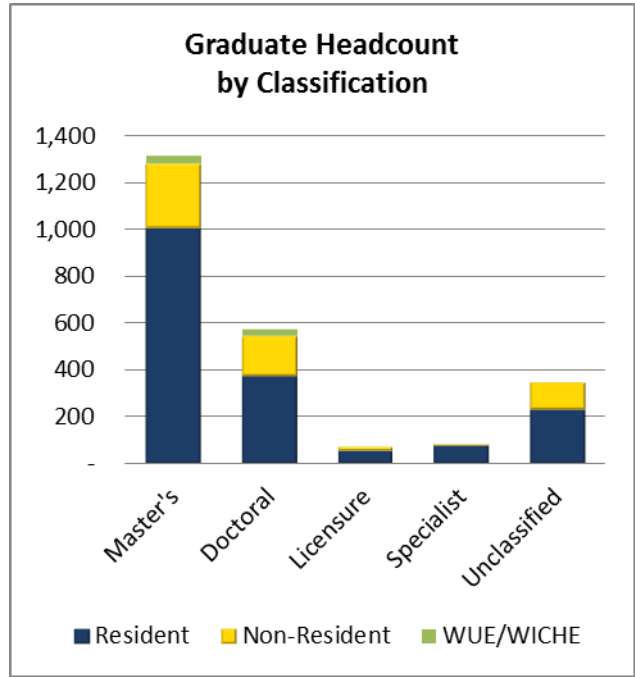 Graduate Headcount
by Classification
1,400
1,200
1,000
800
600
400
200
-
Master's
Doctoral
Licensure
Specialist
Unclassified
Resident
Non-Resident
WUE/WICHE